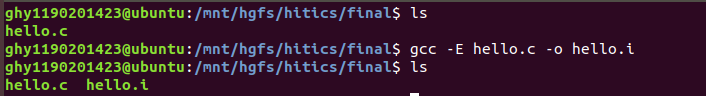 ghy1190201423@ubuntu:/mnt/hgfs/hitics/final$ ls
hello.c
ghy1190201423@ubuntu:/mnt/hgfs/hitics/final$ gcc -E hello.c -o hello.i
ghy1190201423@ubuntu:/mnt/hgfs/hitics/final$ ls
hello.c  hello.i